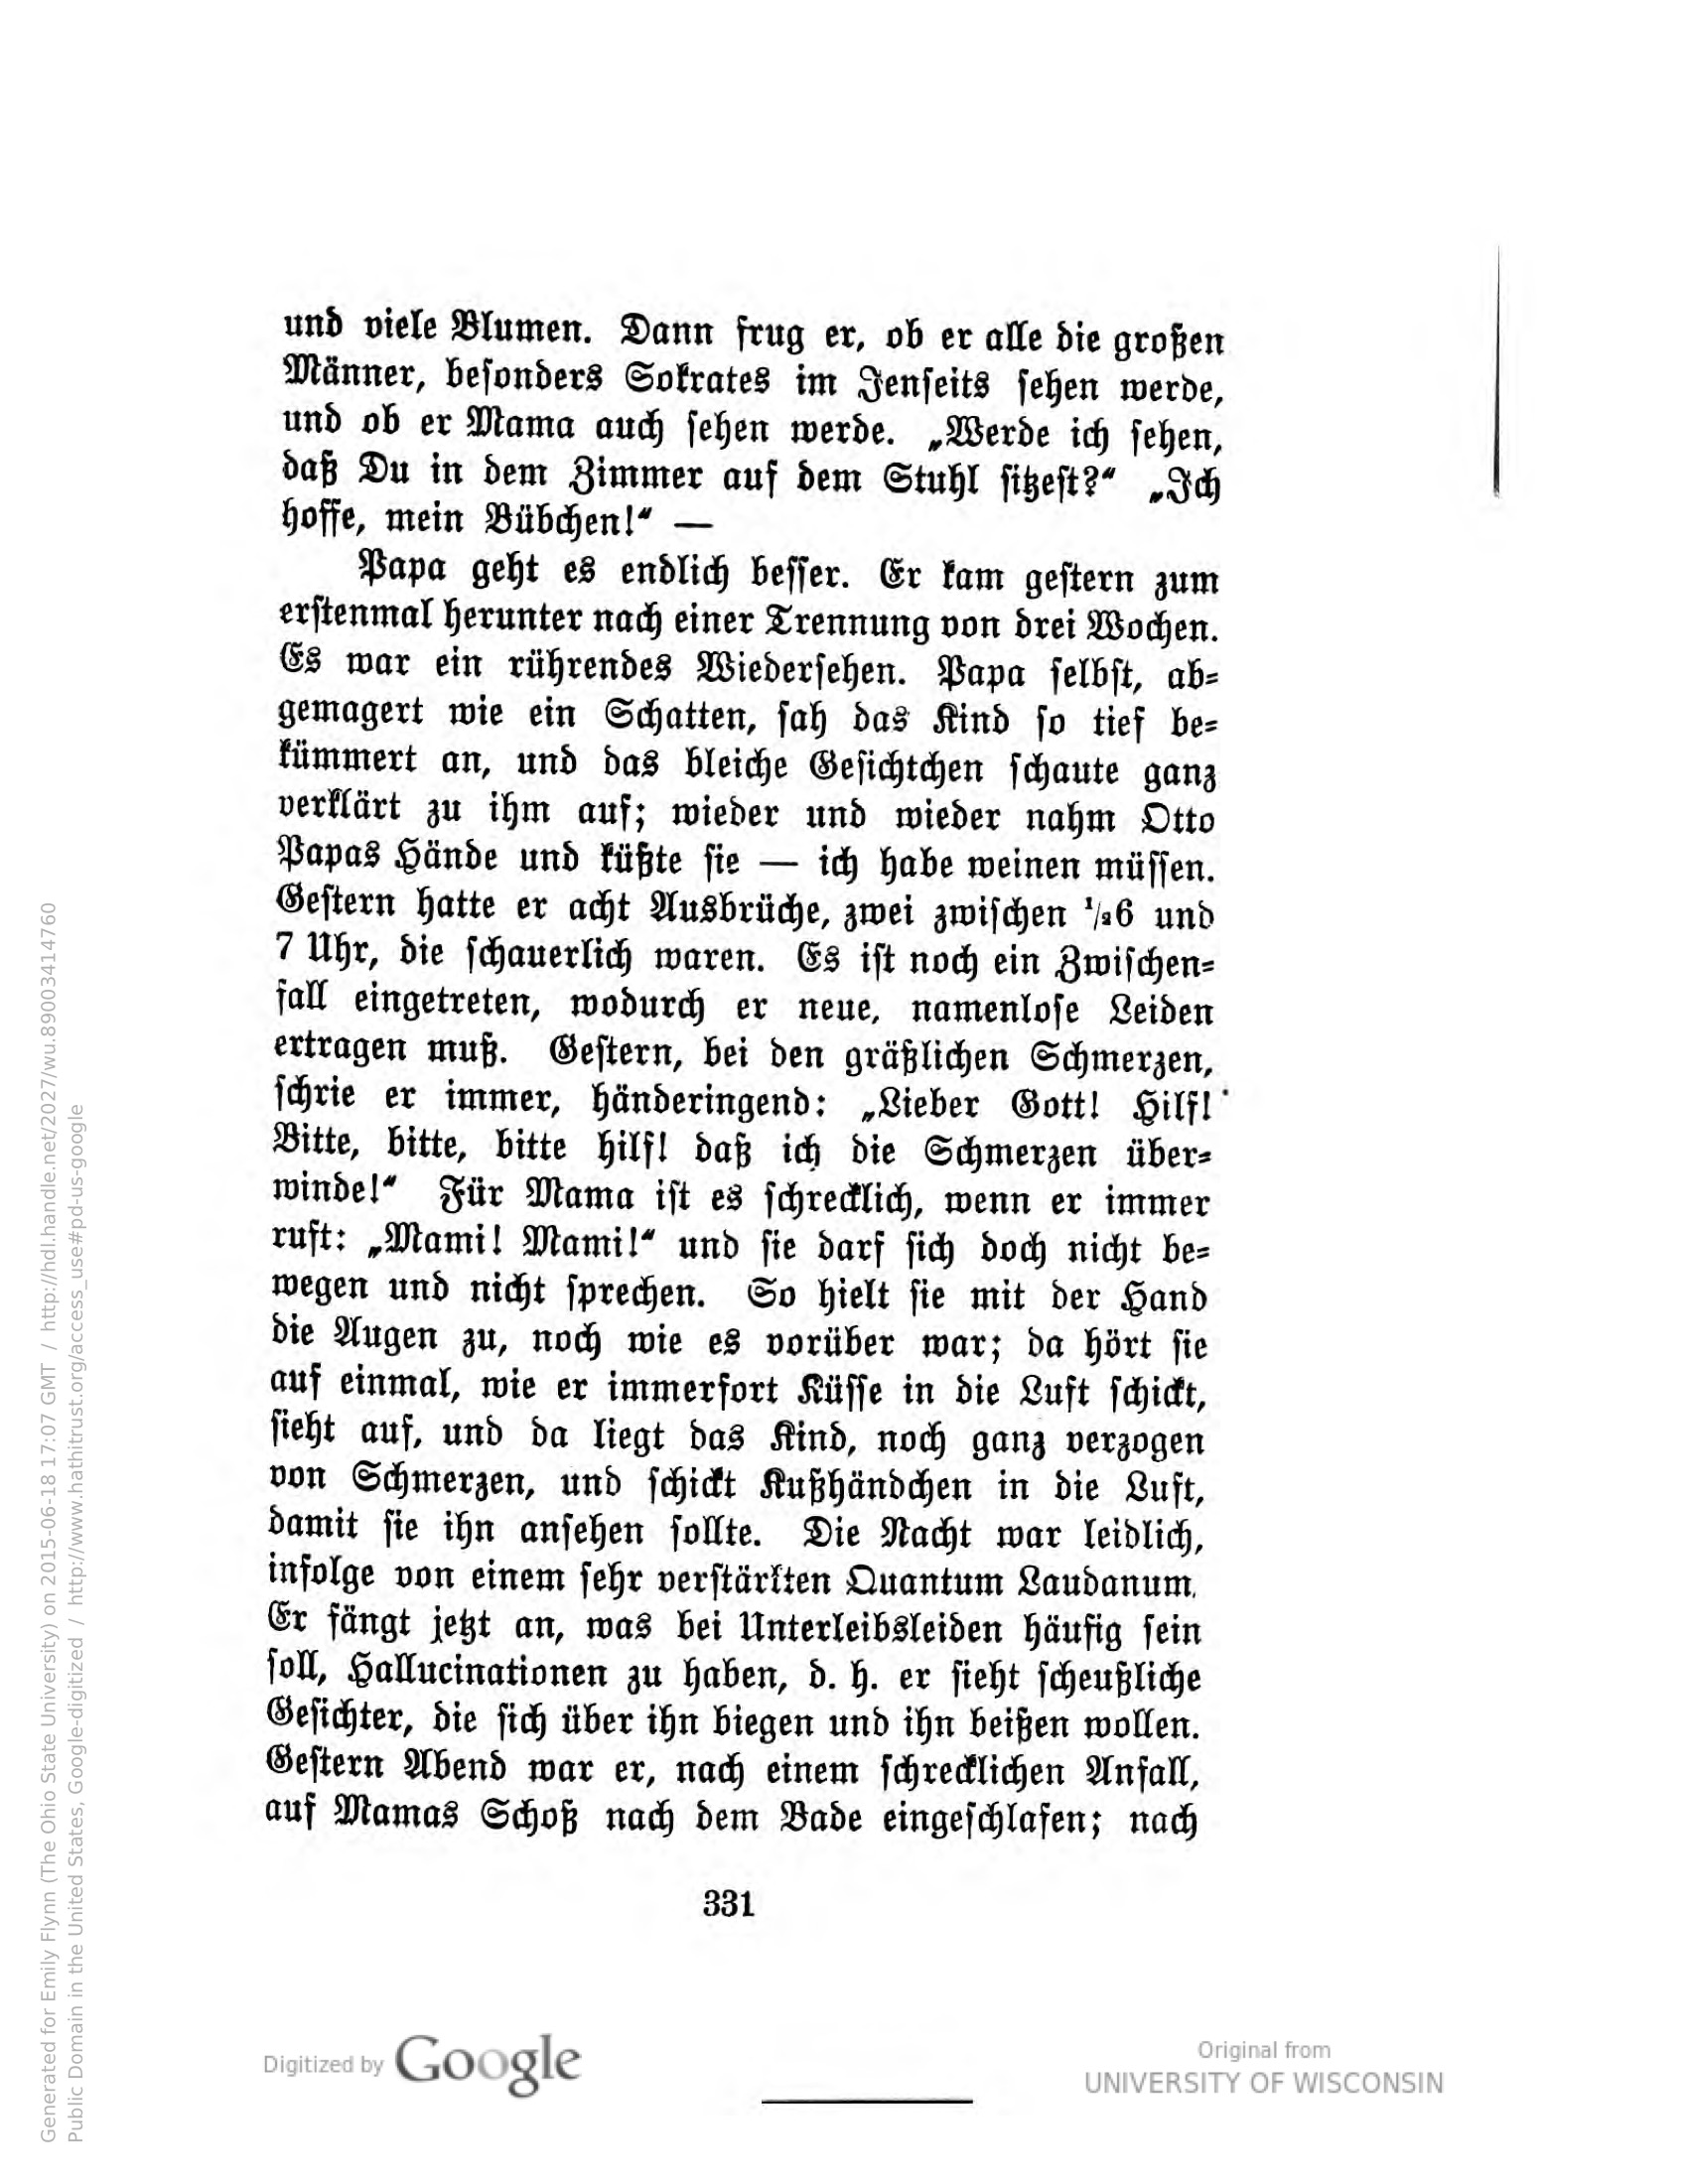 und viele Blumen. Dann frug er, ob er alle die großen
Männer, besonders Sokrates im Jenseits sehen werde,
und ob er Mama auch sehen werde. „Werde ich sehen,
daß Du in dem Zimmer auf dem Stuhl sitzest?“ „Ich
hoffe, mein Bübchen!“ —
Papa geht es endlich besser. Er kam gestern zum
erstenmal herunter nach einer Trennung von drei Wochen.
Es war ein rührendes Wiedersehen. Papa selbst, ab-
gemagert wie ein Schatten, sah das Kind so tief be-
kümmert an, und das bleiche Gesichtchen schaute ganz
verklärt zu ihm auf; wieder und wieder nahm Otto
Papas Hände und küßte sie — ich habe weinen müssen.
Gestern hatte er acht Ausbrüche, zwei zwischen ½6 und
7 Uhr, die schauerlich waren. Es ist noch ein Zwischen-
fall eingetreten, wodurch er neue, namenlose Leiden
ertragen muß. Gestern, bei den gräßlichen Schmerzen,
schrie er immer, händeringend: „Lieber Gott! Hilf!
Bitte, bitte, bitte hilf! daß ich die Schmerzen über-
winde!“ Für Mama ist es schrecklich, wenn er immer
ruft: „Mami! Mami!“ und sie darf sich doch nicht be-
wegen und nicht sprechen. So hielt sie mit der Hand
die Augen zu, noch wie es vorüber war; da hört sie
auf einmal, wie er immerfort Küsse in die Luft schickt,
sieht auf, und da liegt das Kind, noch ganz verzogen
von Schmerzen, und schickt Kußhändchen in die Luft,
damit sie ihn ansehen sollte. Die Nacht war leidlich,
infolge von einem sehr verstärkten Quantum Laudanum.
Er fängt jetzt an, was bei Unterleibsleiden häufig sein
soll, Hallucinationen zu haben, d. h. er sieht scheußliche
Gesichter, die sich über ihn biegen und ihn beißen wollen.
Gestern Abend war er, nach einem schrecklichen Anfall,
auf Mamas Schoß nach dem Bade eingeschlafen; nach
331
Digitized by Google
Original from
UNIVERSITY OF WISCONSIN
Generated for Emily Flynn (The Ohio State University) on 2015-06-18 17:07 GMT / http://hdl.handle.net/2027/wu.89003414760
Public Domain in the United States, Google-digitized / http://www.hathitrust.org/access_use#pd-us-google